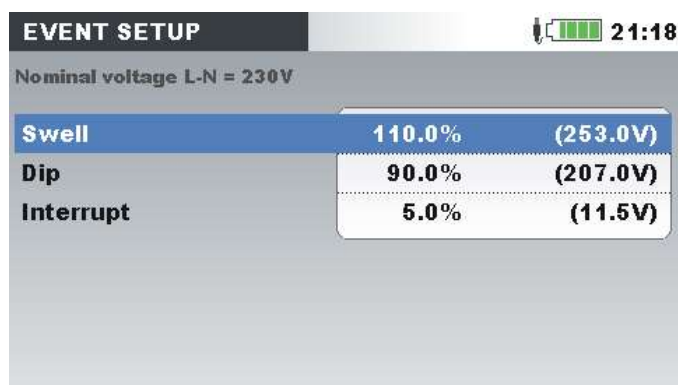 EVENT SETUP 21:18
Nominal voltage L-N = 230V
Swell 110.0% (253.0V)
Dip 90.0% (207.0V)
Interrupt 5.0% (11.5V)